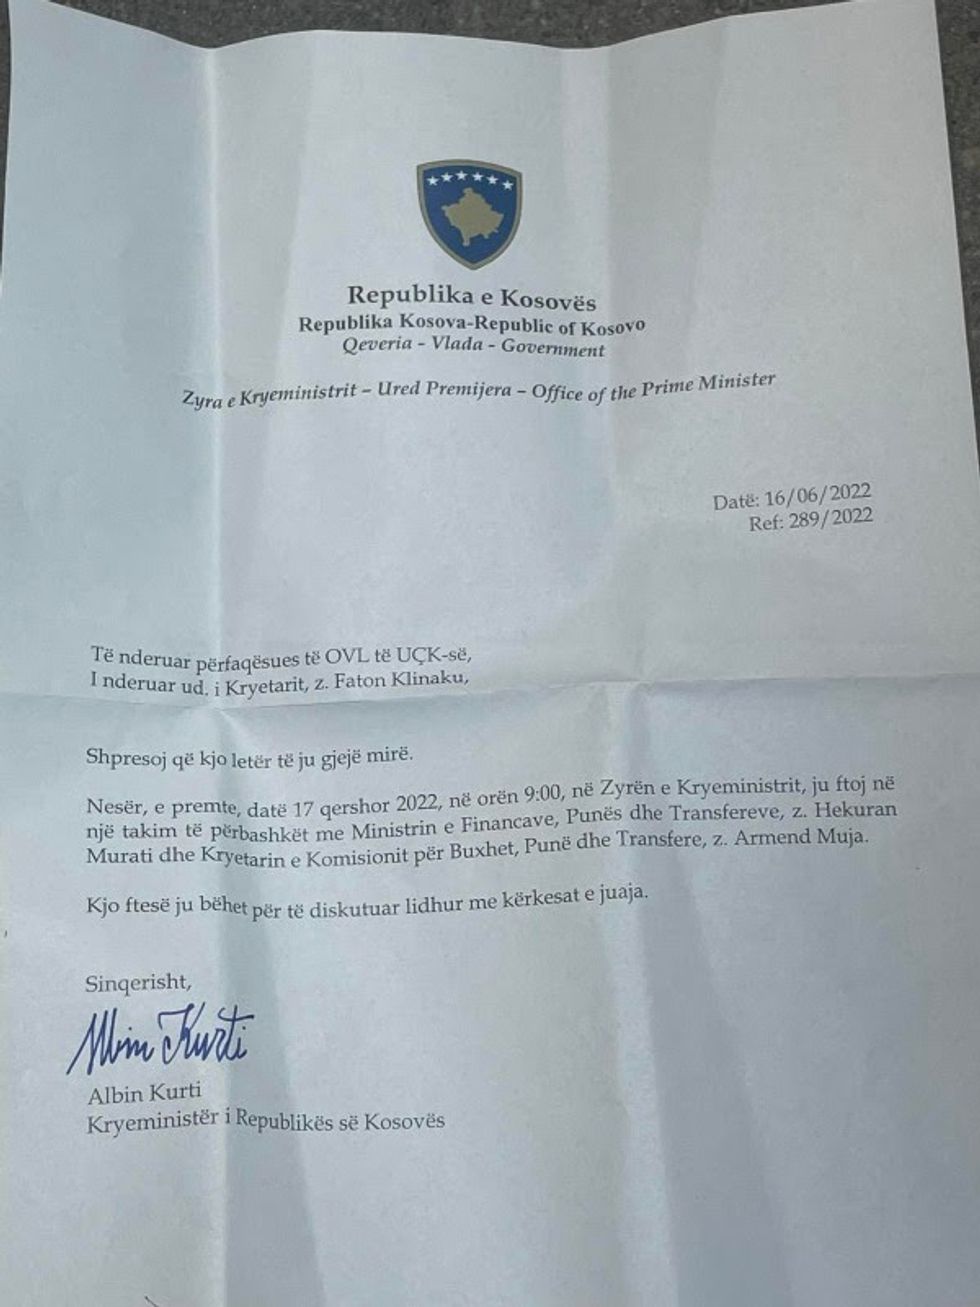 Republika e Kosovës
Republika Kosova-Republic of Kosovo
Qeveria - Vlada - Government
Zyra e Kryeministrit – Ured Premijera – Office of the Prime Minister
Datë: 16/06/2022
Ref: 289/2022
Të nderuar përfaqësues të OVL të UÇK-së,
I nderuar ud. i Kryetarit, z. Faton Klinaku,
Shpresoj që kjo letër të ju gjejë mirë.
Nesër, e premte, datë 17 qershor 2022, në orën 9:00, në Zyrën e Kryeministrit, ju ftoj në
një takim të përbashkët me Ministrin e Financave, Punës dhe Transfereve, z. Hekuran
Murati dhe Kryetarin e Komisionit për Buxhet, Punë dhe Transfere, z. Armend Muja.
Kjo ftesë ju bëhet për të diskutuar lidhur me kërkesat e juaja.
Sinqerisht,
Albin Kurti
Albin Kurti
Kryeministër i Republikës së Kosovës